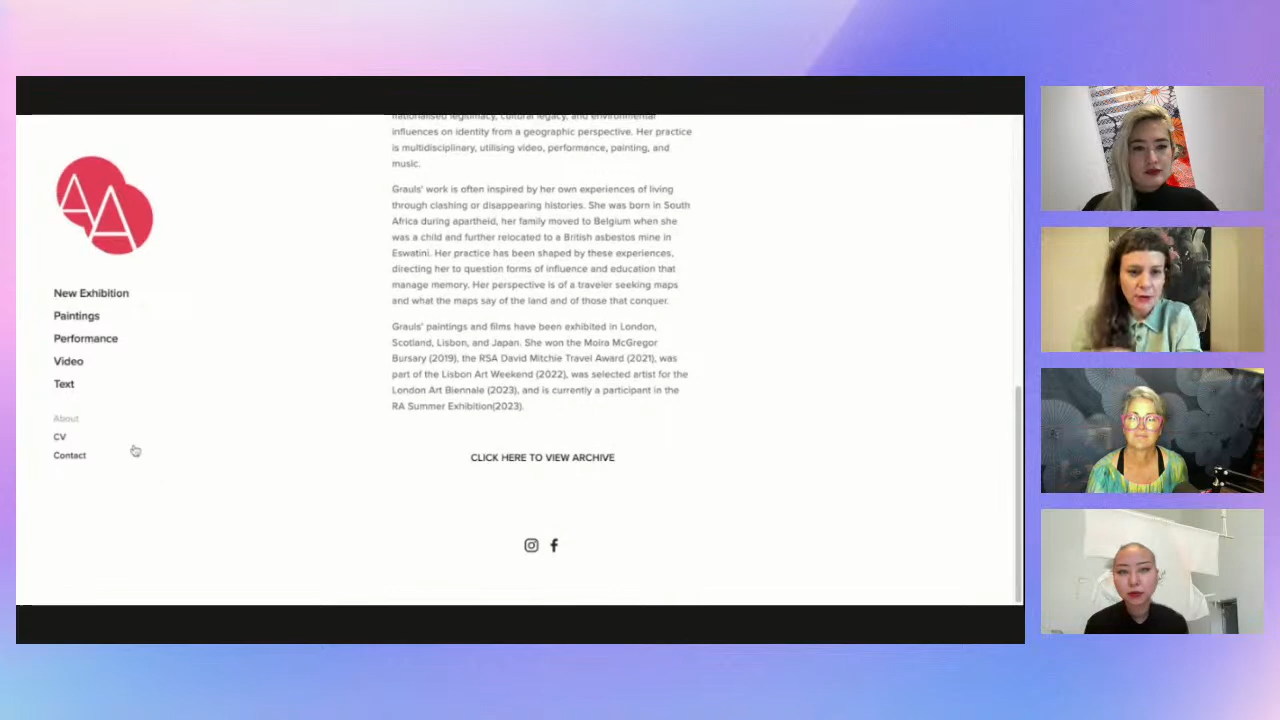 AA
New Exhibition
Paintings
Performance
Video
Text
About
CV
Contact
nationalised legitimacy, cultural legacy, and environmental
influences on identity from a geographic perspective. Her practice
is multidisciplinary, utilising video, performance, painting, and
music.
Grauls' work is often inspired by her own experiences of living
through clashing or disappearing histories. She was born in South
Africa during apartheid, her family moved to Belgium when she
was a child and further relocated to a British asbestos mine in
Eswatini. Her practice has been shaped by these experiences,
directing her to question forms of influence and education that
manage memory. Her perspective is of a traveler seeking maps
and what the maps say of the land and of those that conquer.
Grauls' paintings and films have been exhibited in London,
Scotland, Lisbon, and Japan. She won the Moira McGregor
Bursary (2019), the RSA David Mitchie Travel Award (2021), was
part of the Lisbon Art Weekend (2022), was selected artist for the
London Art Biennale (2023), and is currently a participant in the
RA Summer Exhibition(2023).
CLICK HERE TO VIEW ARCHIVE